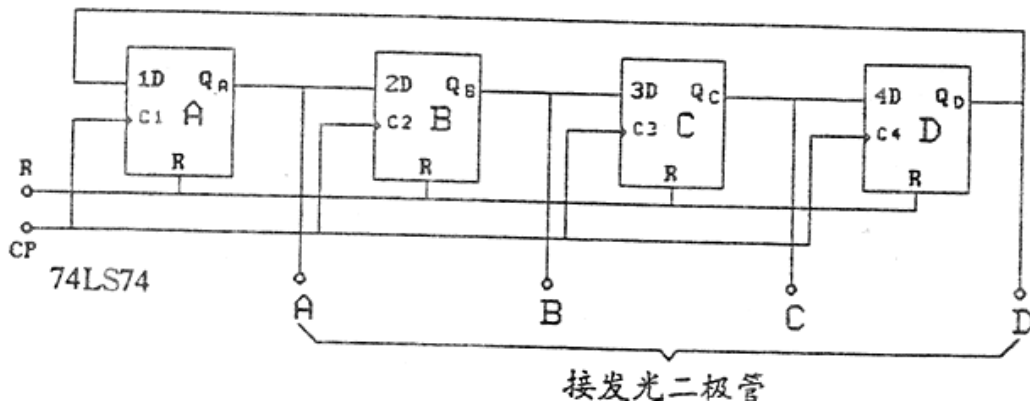 1D QA A C1 R
2D QB B C2 R
3D QC C C3 R
4D QD D C4 R
R
CP
74LS74
A B C D
接发光二极管